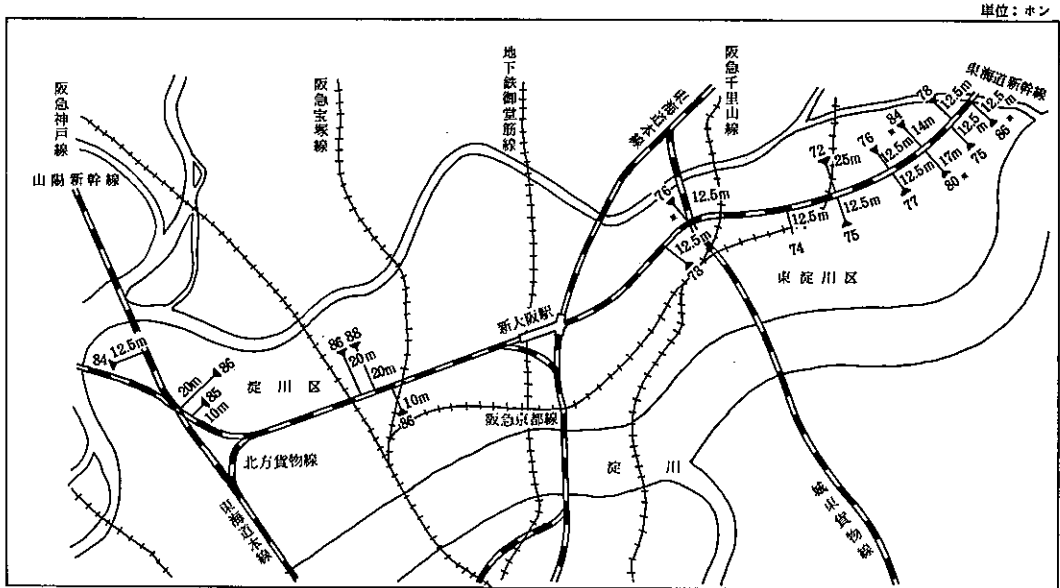 単位：ホン
阪急神戸線
山陽新幹線
阪急宝塚線
地下鉄御堂筋線
東海道本線
阪急千里山線
東海道新幹線
78
12.5m
12.5m
84
14m
12.5m
86
76
12.5m
75
72
25m
17m
80
12.5m
77
76
12.5m
12.5m
75
12.5m
74
12.5m
73
東淀川区
新大阪駅
84
12.5m
86
20m
85
10m
淀川区
86
88
20m
20m
10m
86
阪急京都線
北方貨物線
淀川
東海道本線
城東貨物線